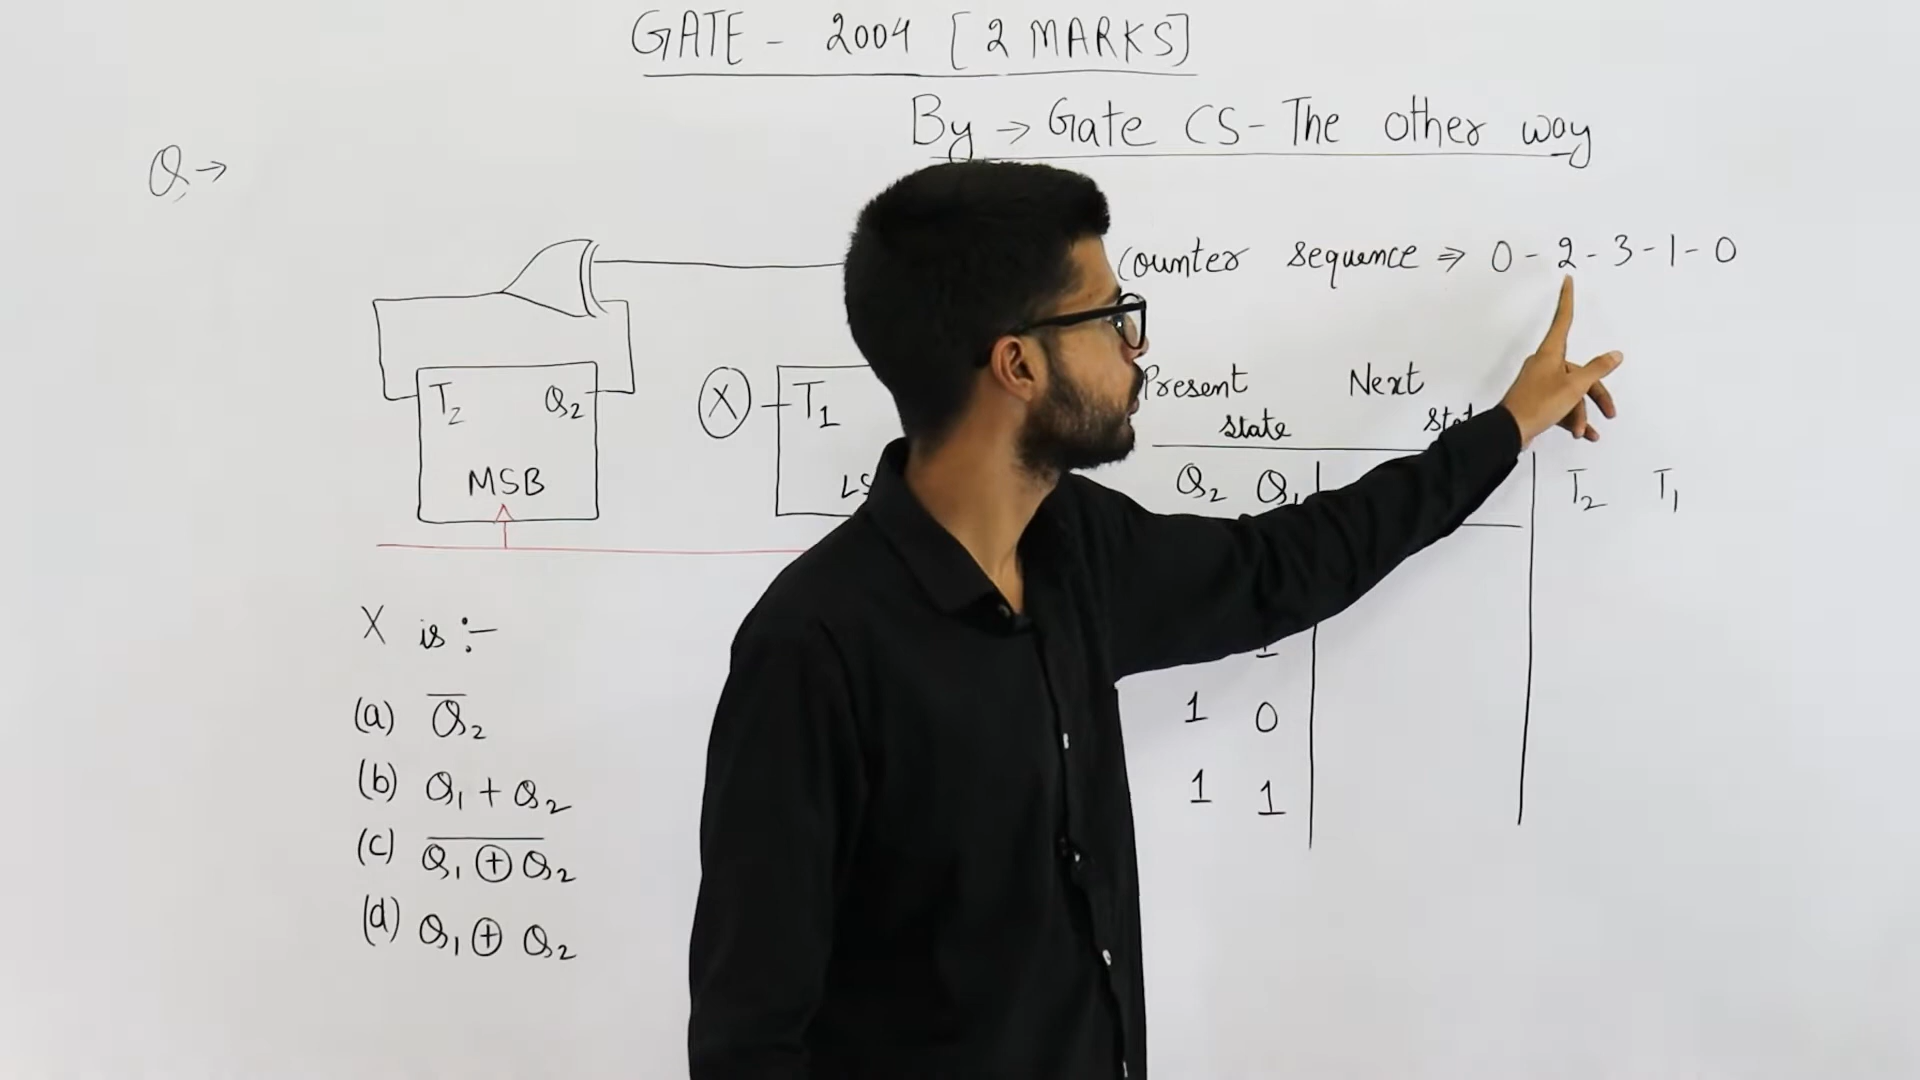 GATE - 2004 [2 MARKS]
By → Gate CS - The other way
Q →
Counter sequence ⇒ 0 - 2 - 3 - 1 - 0
T₂ Q₂
MSB
X T₁
Present state
Next
Q₂ Q₁
T₂ T₁
1 0
1 1
X is :-
(a) Q̅₂
(b) Q₁ + Q₂
(c) \overline{Q₁ ⊕ Q₂}
(d) Q₁ ⊕ Q₂